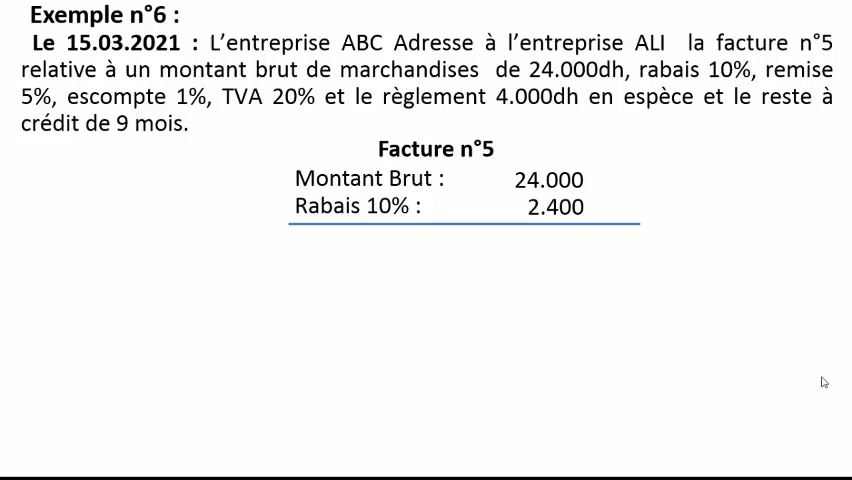 Exemple n°6 :
Le 15.03.2021 : L’entreprise ABC Adresse à l’entreprise ALI la facture n°5
relative à un montant brut de marchandises de 24.000dh, rabais 10%, remise
5%, escompte 1%, TVA 20% et le règlement 4.000dh en espèce et le reste à
crédit de 9 mois.
Facture n°5
Montant Brut : 24.000
Rabais 10% : 2.400